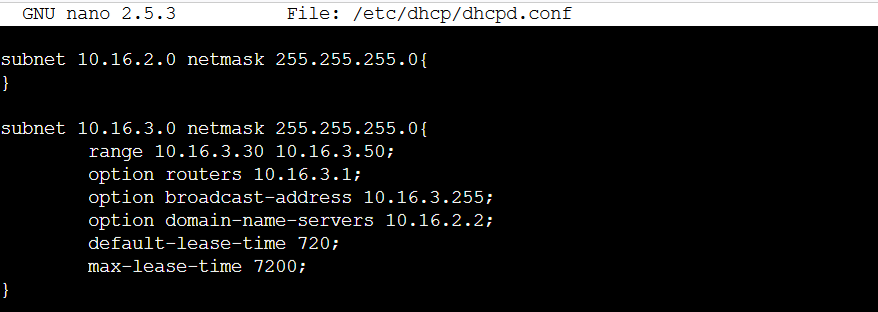 GNU nano 2.5.3 File: /etc/dhcp/dhcpd.conf
subnet 10.16.2.0 netmask 255.255.255.0{
}
subnet 10.16.3.0 netmask 255.255.255.0{
range 10.16.3.30 10.16.3.50;
option routers 10.16.3.1;
option broadcast-address 10.16.3.255;
option domain-name-servers 10.16.2.2;
default-lease-time 720;
max-lease-time 7200;
}